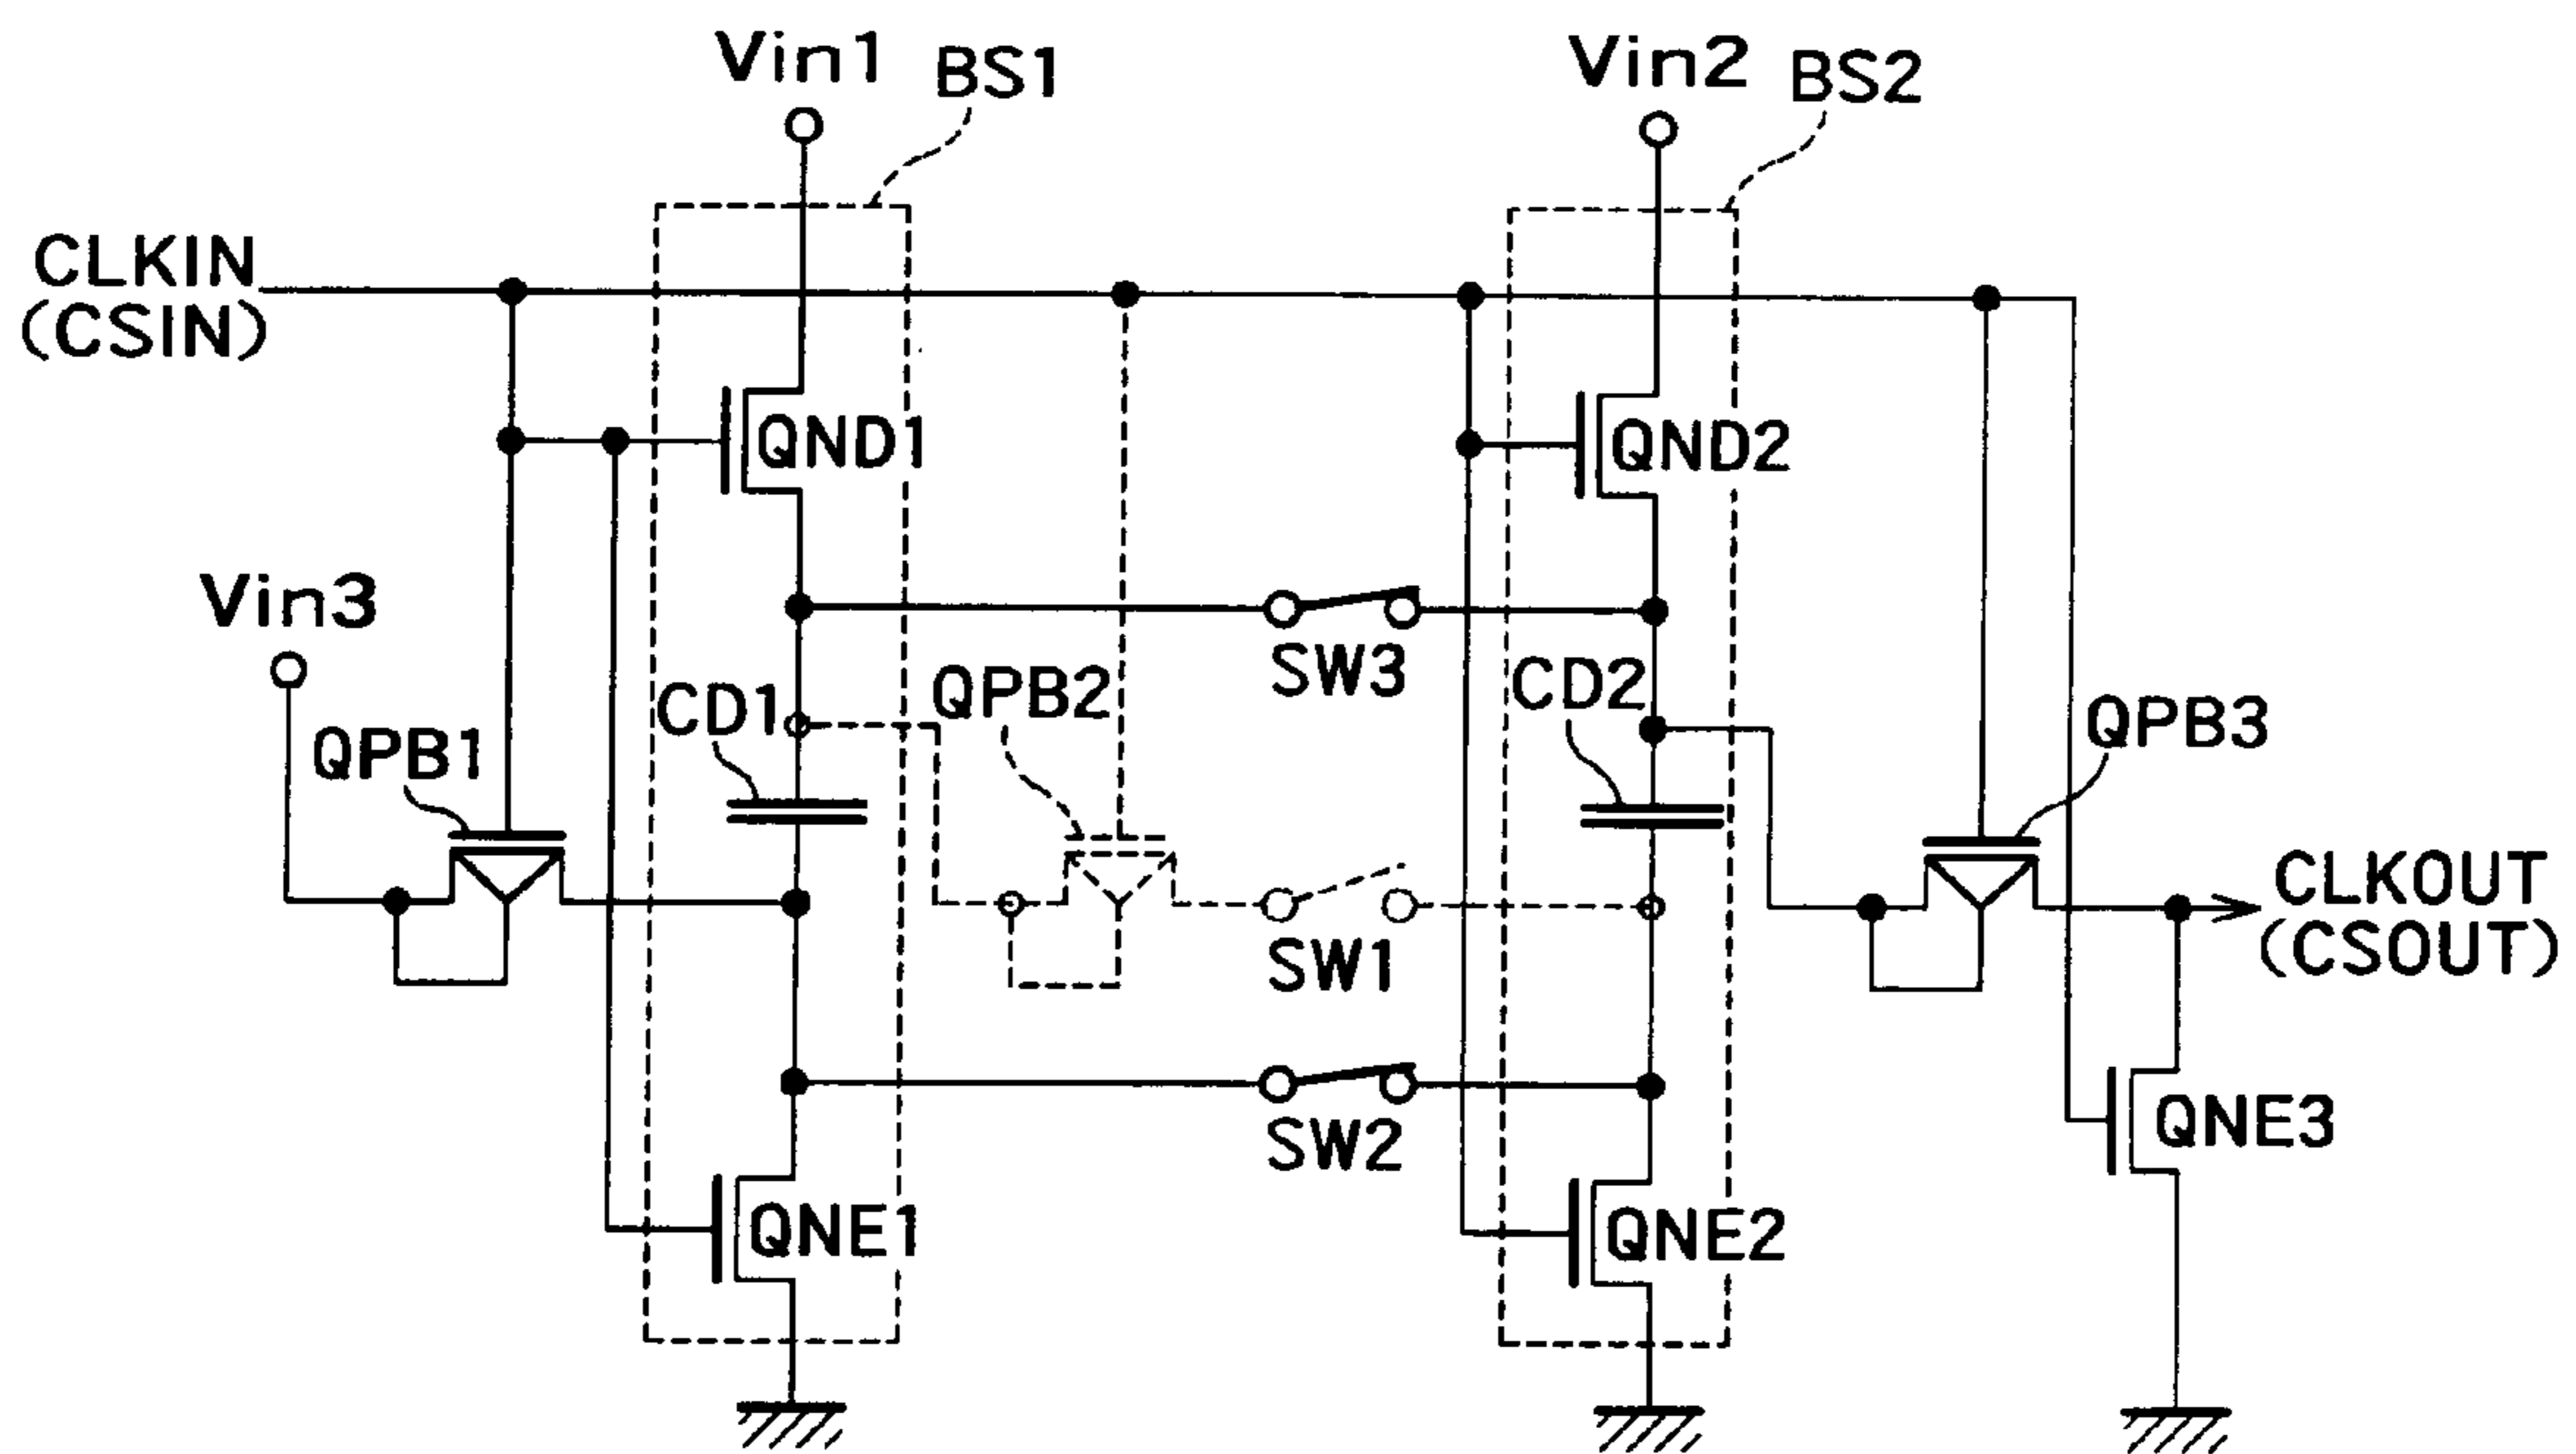 Vin1
BS1
Vin2
BS2
CLKIN
(CSIN)
QND1
QND2
Vin3
SW3
QPB1
CD1
QPB2
CD2
QPB3
SW1
CLKOUT
(CSOUT)
SW2
QNE3
QNE1
QNE2